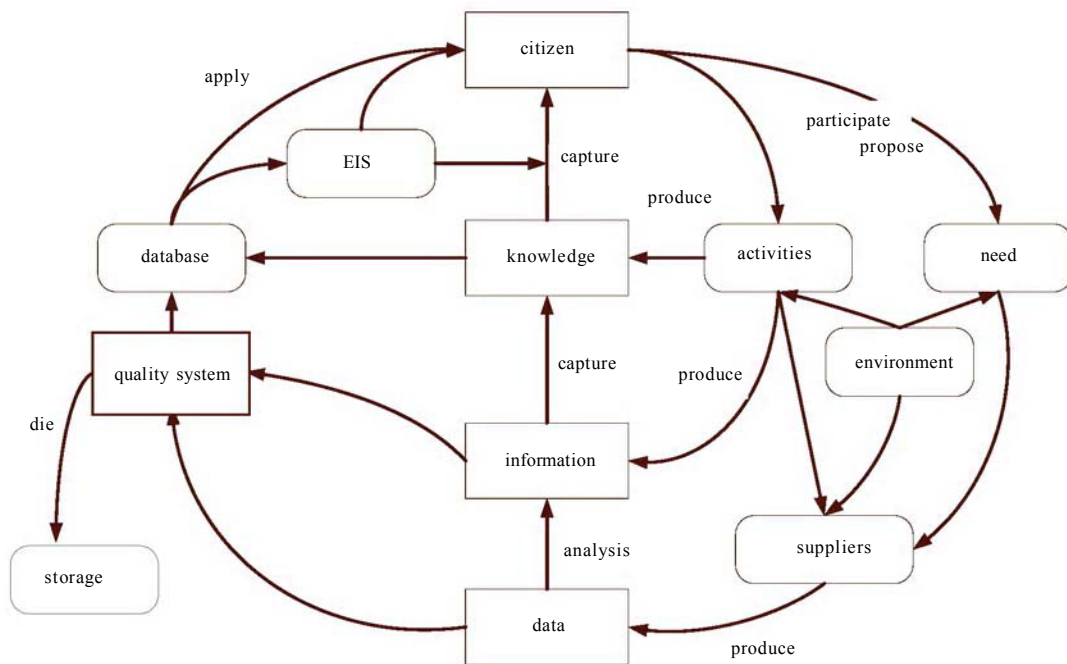 citizen
apply
participate
propose
EIS
capture
produce
database
knowledge
activities
need
quality system
capture
produce
environment
die
information
storage
analysis
suppliers
data
produce